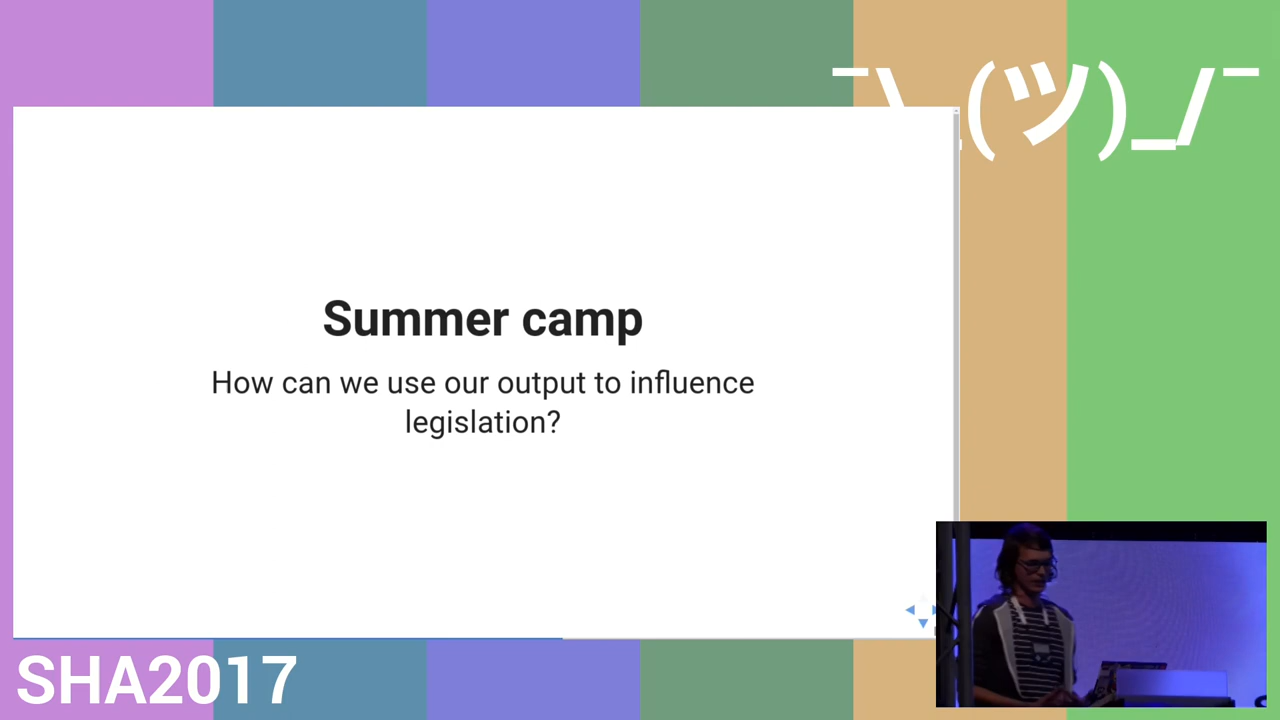 ¯\_(ツ)_/¯
Summer camp
How can we use our output to influence
legislation?
SHA2017